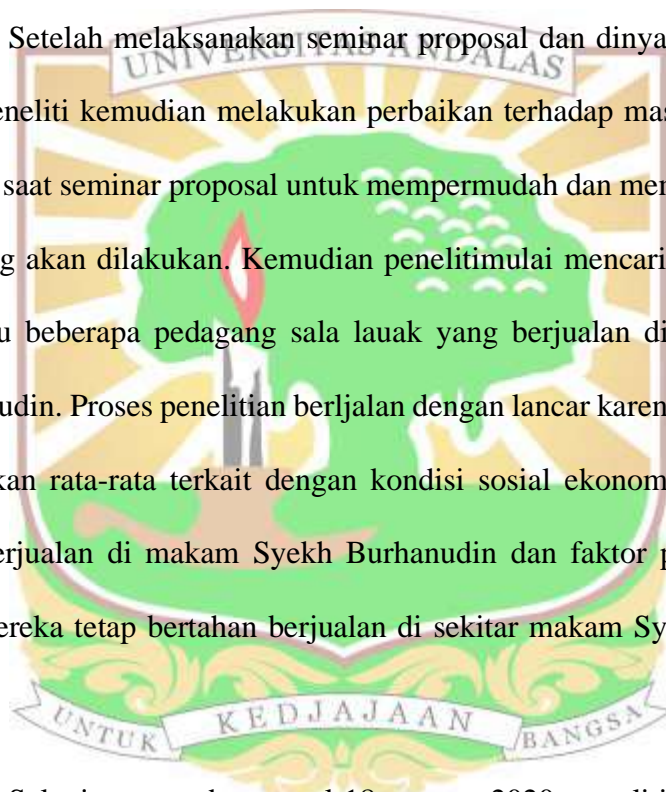 Setelah melaksanakan seminar proposal dan dinya
UNIVERSITAS ANDALAS
eneliti kemudian melakukan perbaikan terhadap mas
saat seminar proposal untuk mempermudah dan mer
g akan dilakukan. Kemudian penelitimulai mencari
u beberapa pedagang sala lauak yang berjualan di
udin. Proses penelitian berljalan dengan lancar karen
kan rata-rata terkait dengan kondisi sosial ekonom
erjualan di makam Syekh Burhanudin dan faktor p
ereka tetap bertahan berjualan di sekitar makam Sy
UNTUK KEDJAJAAN BANGSA